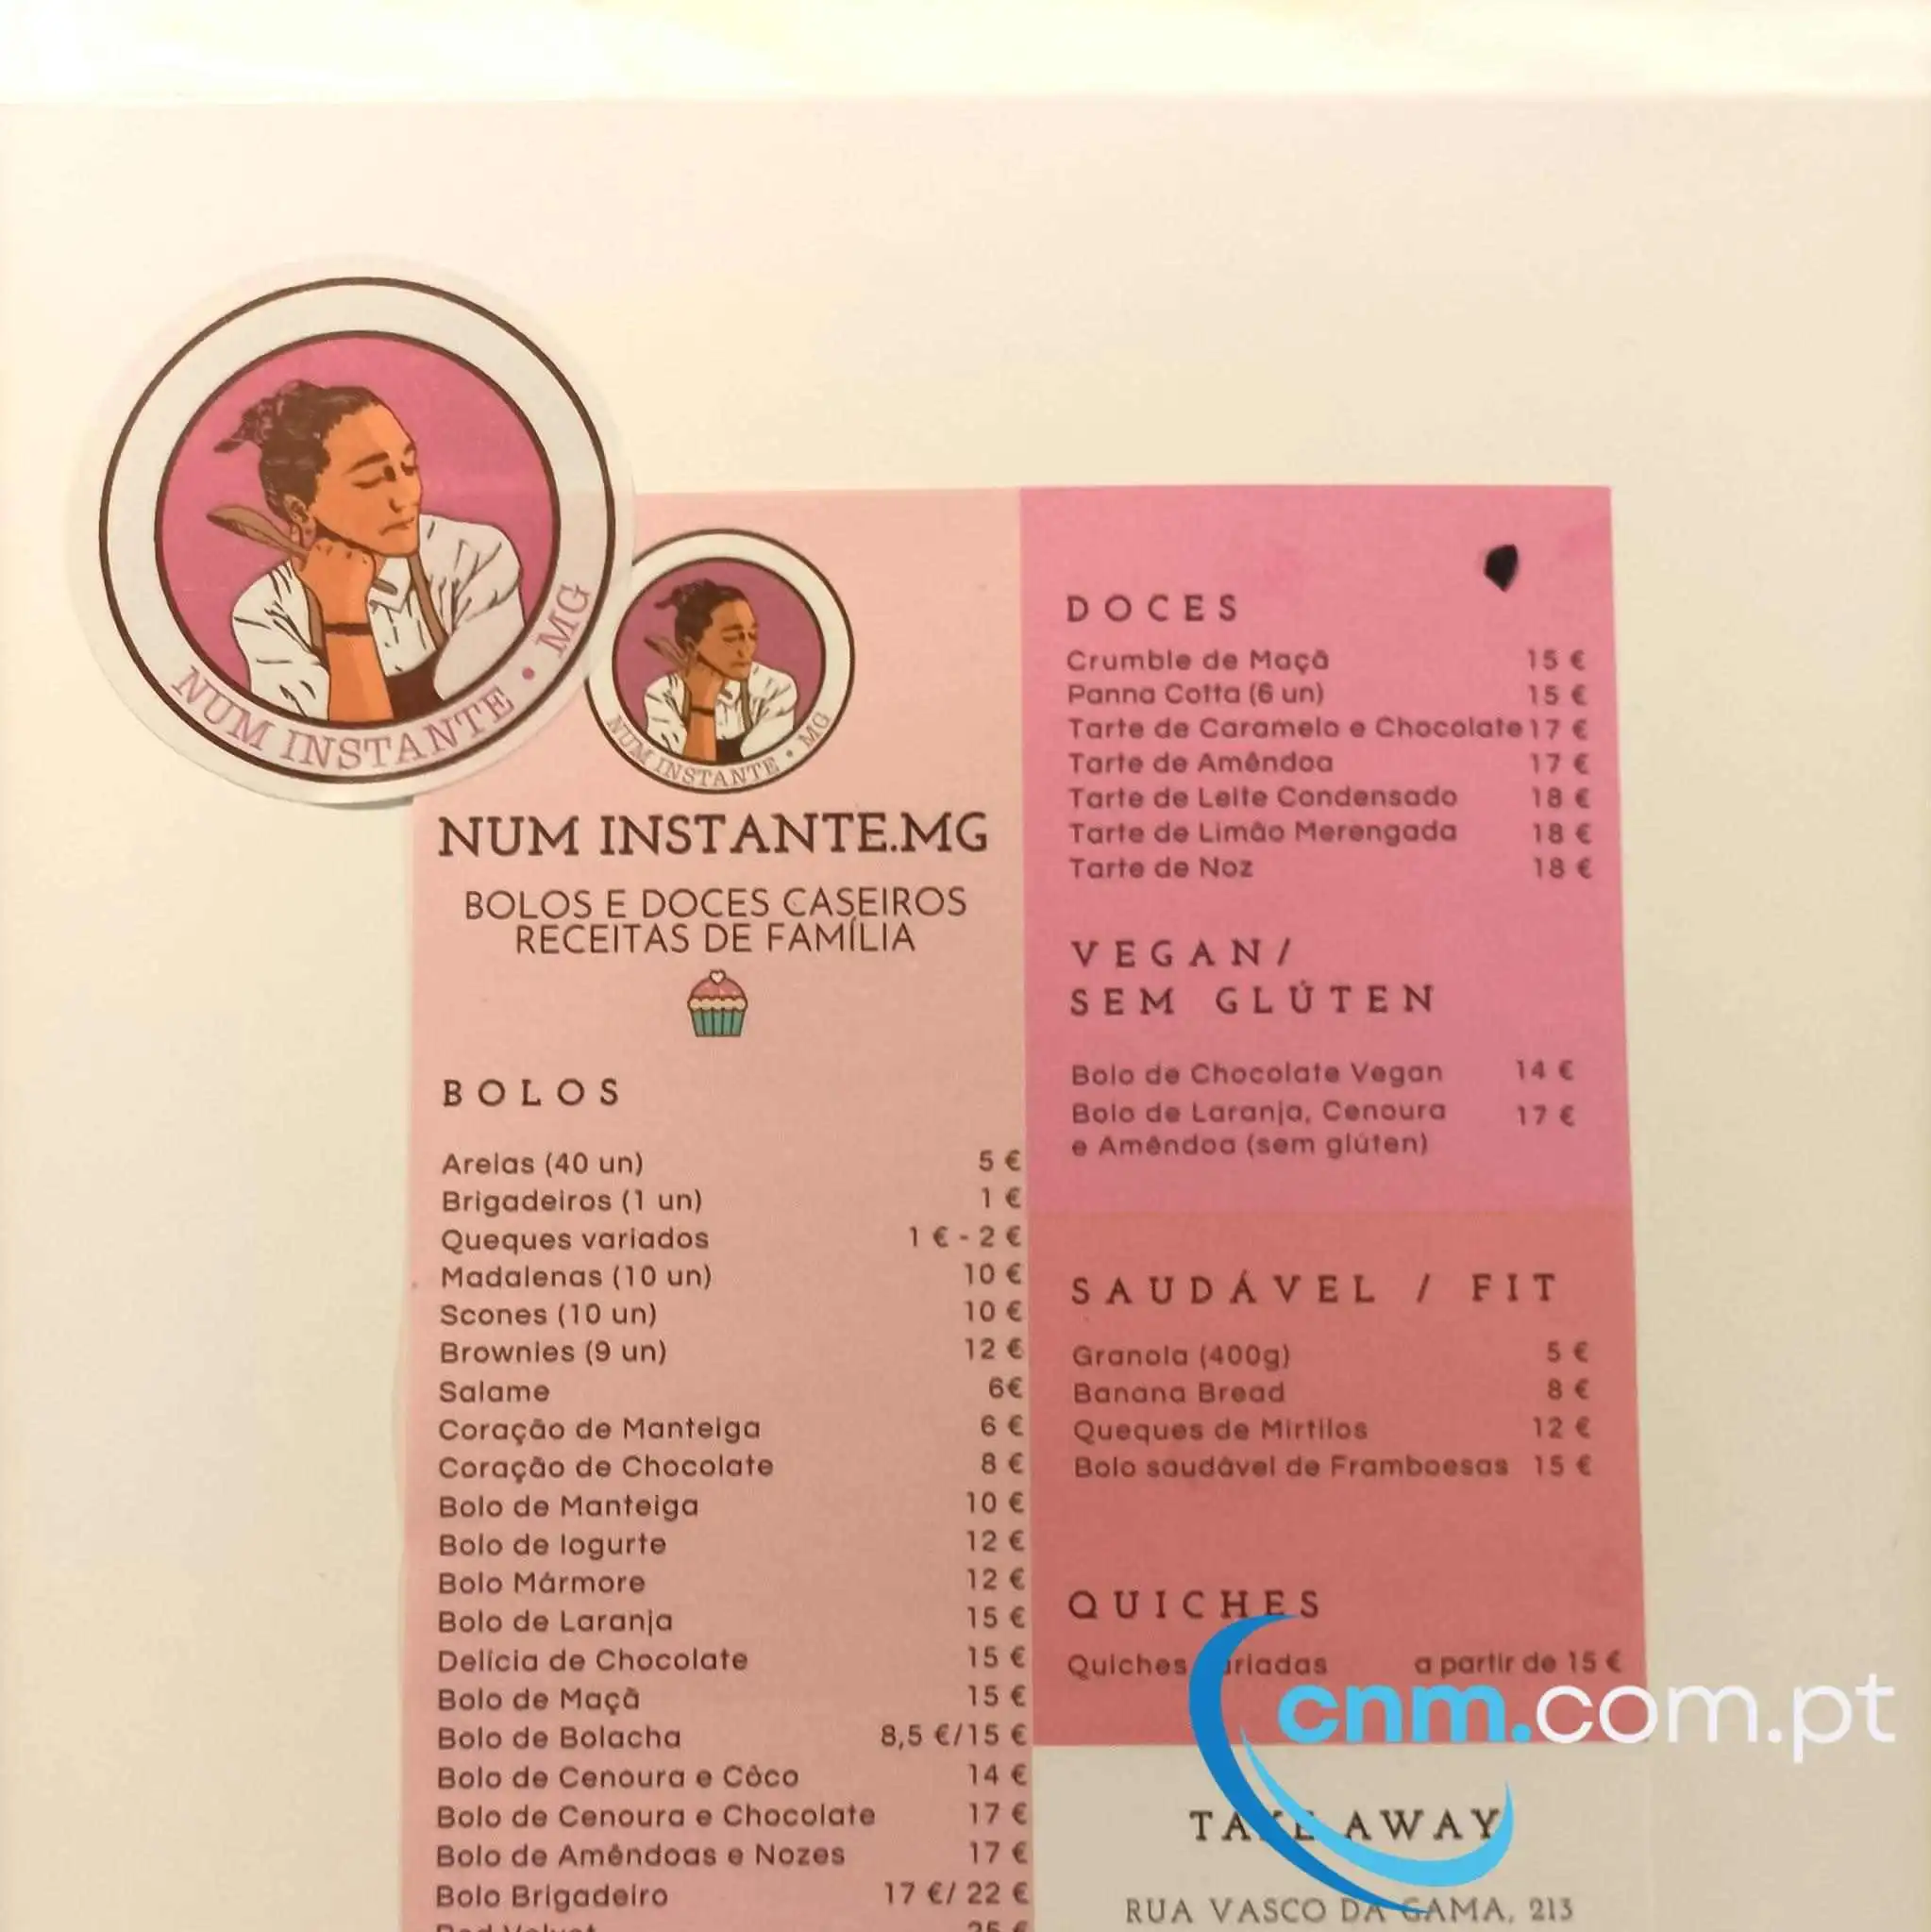 NUM INSTANTE • MG
NUM INSTANTE • MG
NUM INSTANTE.MG
BOLOS E DOCES CASEIROS
RECEITAS DE FAMÍLIA
BOLOS
Areias (40 un) 5 €
Brigadeiros (1 un) 1 €
Queques variados 1 € - 2 €
Madalenas (10 un) 10 €
Scones (10 un) 10 €
Brownies (9 un) 12 €
Salame 6€
Coração de Manteiga 6 €
Coração de Chocolate 8 €
Bolo de Manteiga 10 €
Bolo de Iogurte 12 €
Bolo Mármore 12 €
Bolo de Laranja 15 €
Delícia de Chocolate 15 €
Bolo de Maçã 15 €
Bolo de Bolacha 8,5 €/15 €
Bolo de Cenoura e Côco 14 €
Bolo de Cenoura e Chocolate 17 €
Bolo de Amêndoas e Nozes 17 €
Bolo Brigadeiro 17 €/ 22 €
Red Velvet 25 €
DOCES
Crumble de Maçã 15 €
Panna Cotta (6 un) 15 €
Tarte de Caramelo e Chocolate 17 €
Tarte de Amêndoa 17 €
Tarte de Leite Condensado 18 €
Tarte de Limão Merengada 18 €
Tarte de Noz 18 €
VEGAN/
SEM GLÚTEN
Bolo de Chocolate Vegan 14 €
Bolo de Laranja, Cenoura 17 €
e Amêndoa (sem glúten)
SAUDÁVEL / FIT
Granola (400g) 5 €
Banana Bread 8 €
Queques de Mirtilos 12 €
Bolo saudável de Framboesas 15 €
QUICHES
Quiches variadas a partir de 15 €
cnm.com.pt
TAKE AWAY
RUA VASCO DA GAMA, 213